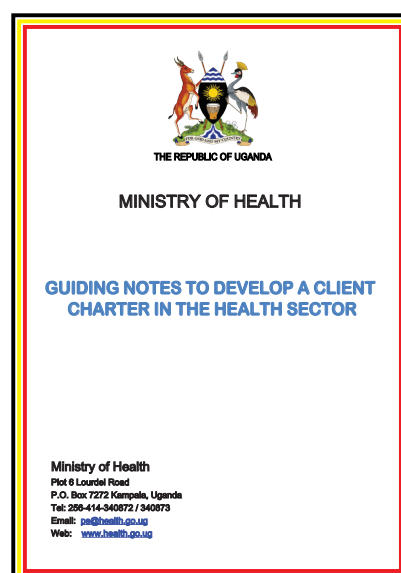 FOR GOD AND MY COUNTRY
THE REPUBLIC OF UGANDA
MINISTRY OF HEALTH
GUIDING NOTES TO DEVELOP A CLIENT
CHARTER IN THE HEALTH SECTOR
Ministry of Health
Plot 6 Lourdel Road
P.O. Box 7272 Kampala, Uganda
Tel: 256-414-340872 / 340873
Email: ps@health.go.ug
Web: www.health.go.ug